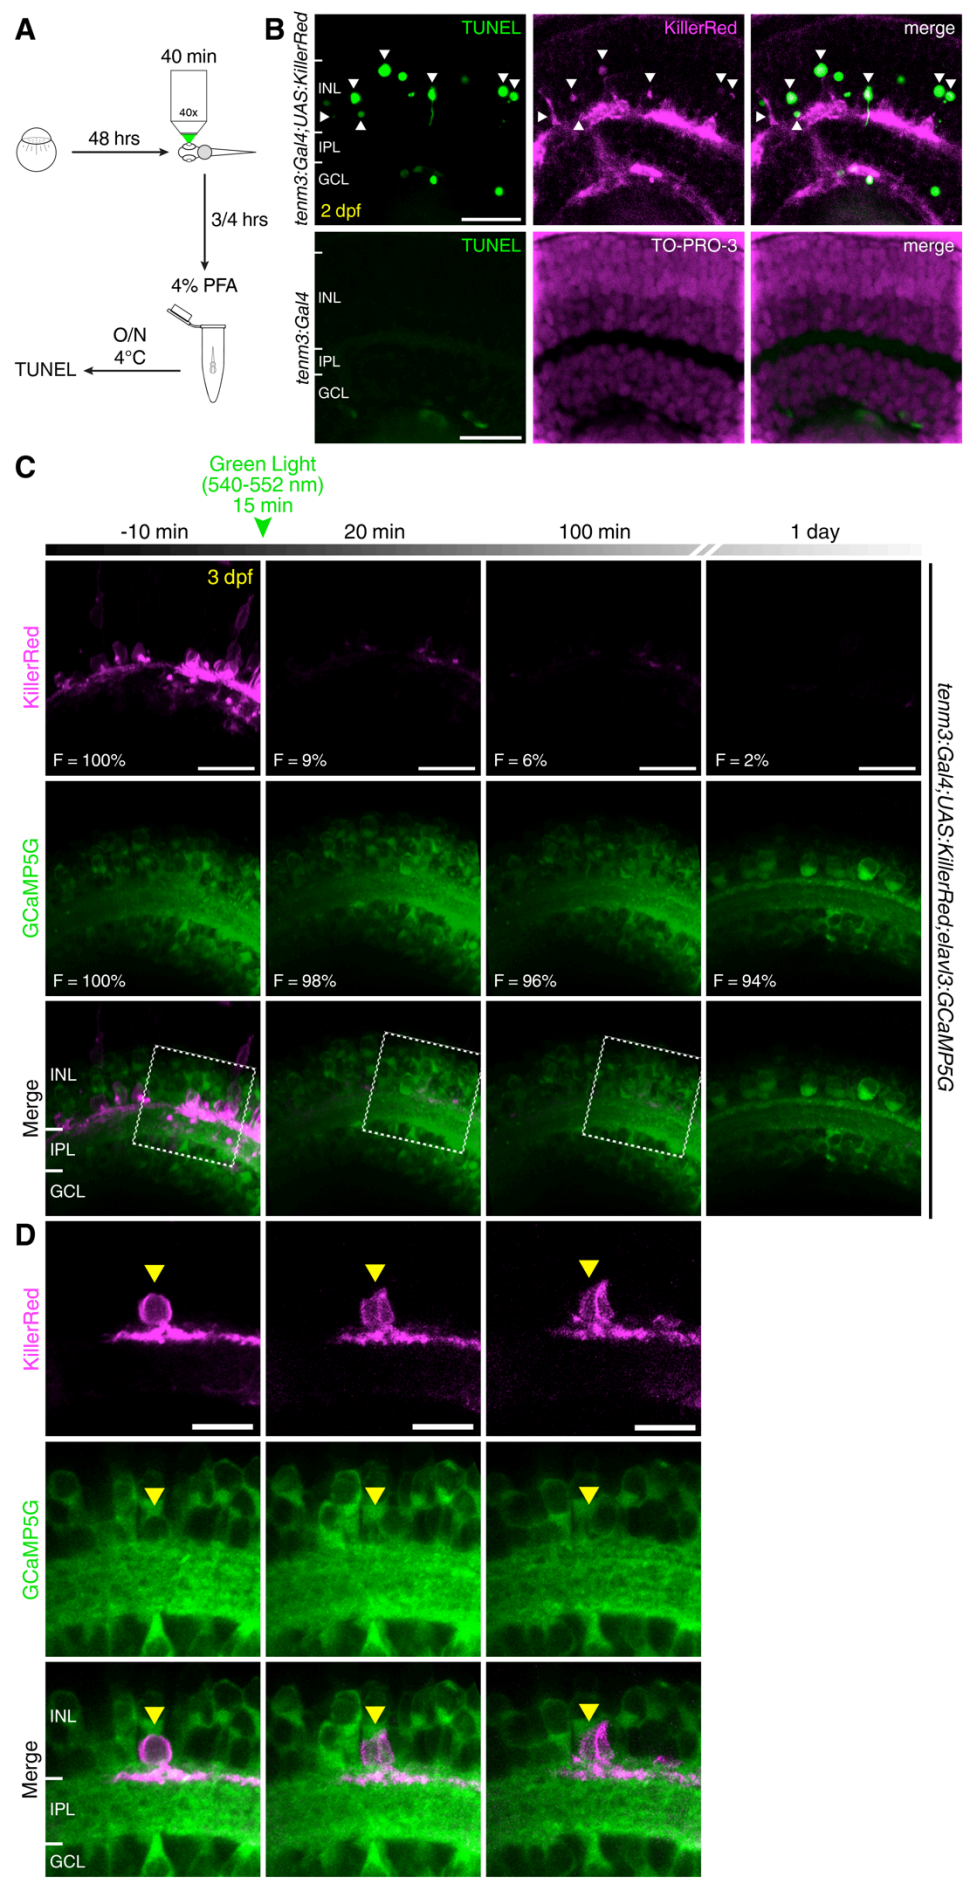 A
40 min
40x
48 hrs
3/4 hrs
4% PFA
O/N
4°C
TUNEL
B
tenm3:Gal4;UAS:KillerRed
TUNEL
KillerRed
merge
INL
IPL
GCL
2 dpf
tenm3:Gal4
TUNEL
TO-PRO-3
merge
INL
IPL
GCL
C
Green Light
(540-552 nm)
15 min
-10 min
20 min
100 min
1 day
KillerRed
3 dpf
F = 100%
F = 9%
F = 6%
F = 2%
GCaMP5G
F = 100%
F = 98%
F = 96%
F = 94%
Merge
INL
IPL
GCL
tenm3:Gal4;UAS:KillerRed;elavl3:GCaMP5G
D
KillerRed
GCaMP5G
Merge
INL
IPL
GCL